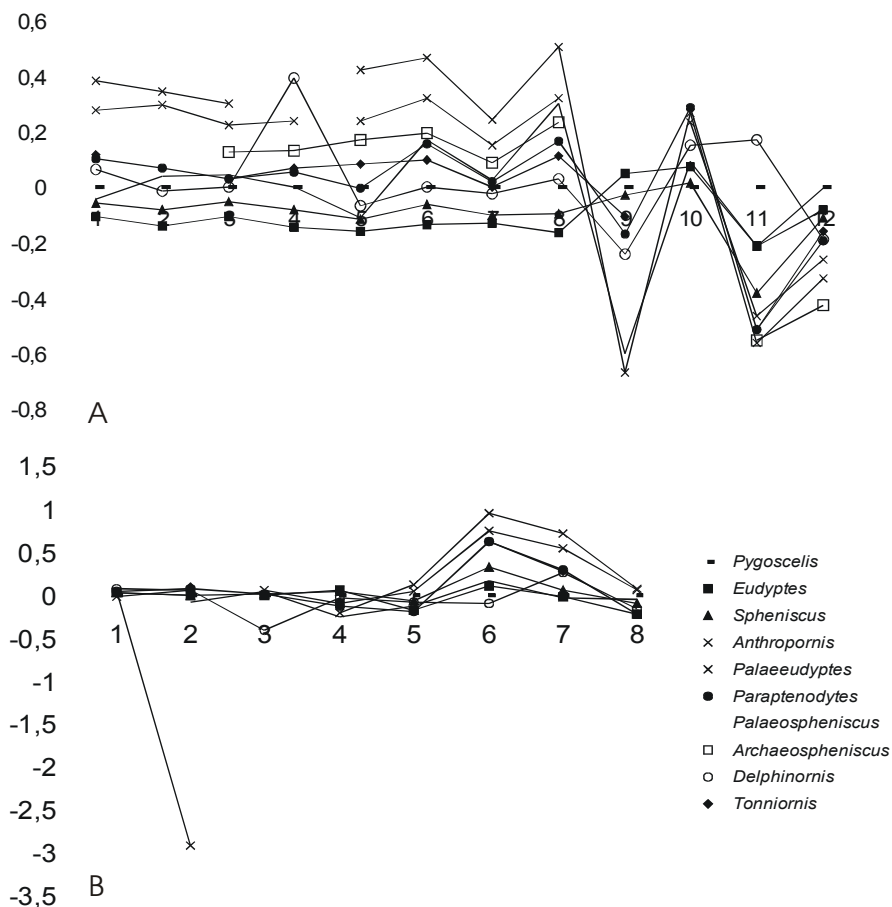 0,6
0,4
0,2
0
1 2 3 4 5 6 7 8 9 10 11 12
-0,2
-0,4
-0,6
-0,8
A
1,5
1
0,5
0
1 2 3 4 5 6 7 8
-0,5
-1
-1,5
-2
-2,5
-3
-3,5
B
Pygoscelis
Eudyptes
Spheniscus
Anthropornis
Palaeeudyptes
Paraptenodytes
Palaeospheniscus
Archaeospheniscus
Delphinornis
Tonniornis